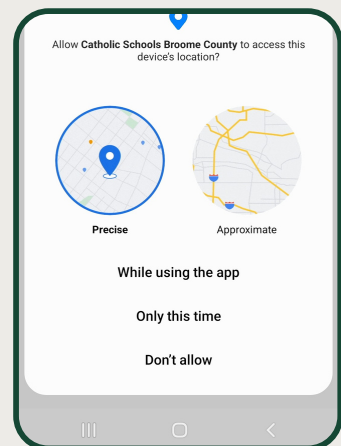 Allow Catholic Schools Broome County to access this
device's location?
Precise
Approximate
While using the app
Only this time
Don't allow